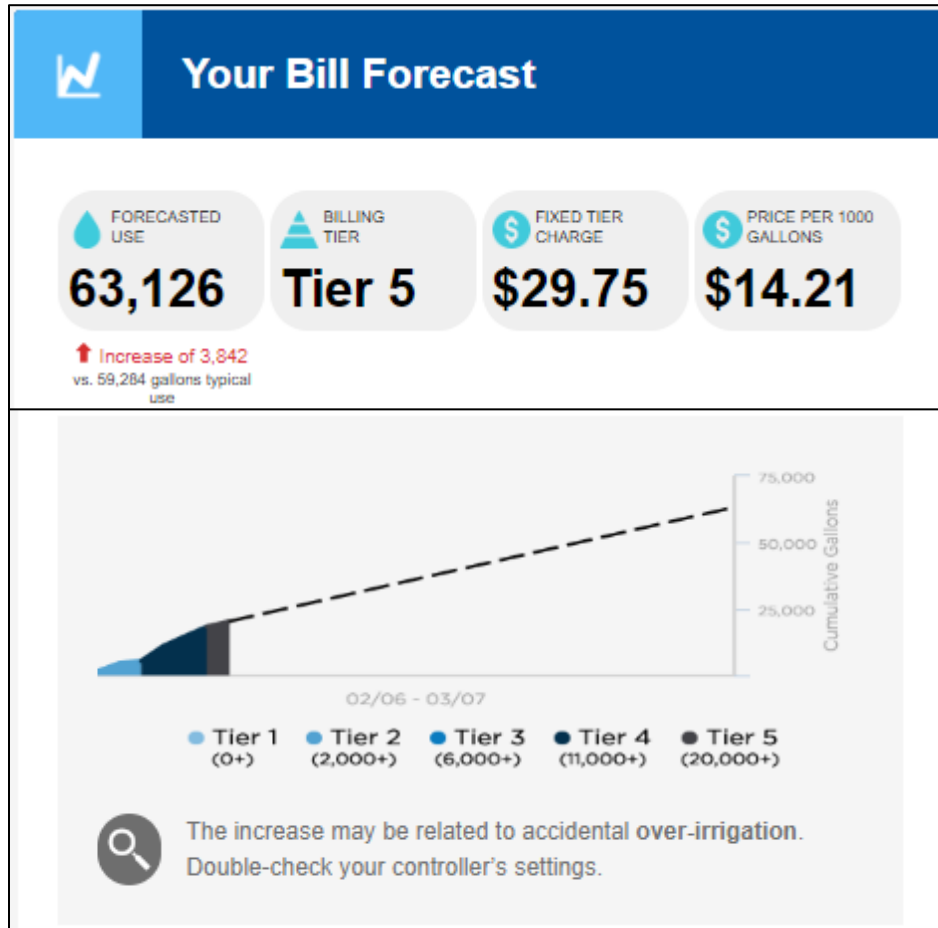 Your Bill Forecast
FORECASTED
USE
63,126
BILLING
TIER
Tier 5
FIXED TIER
CHARGE
$29.75
PRICE PER 1000
GALLONS
$14.21
Increase of 3,842
vs. 59,284 gallons typical
use
75,000
50,000
25,000
Cumulative Gallons
02/06 - 03/07
Tier 1
(0+)
Tier 2
(2,000+)
Tier 3
(6,000+)
Tier 4
(11,000+)
Tier 5
(20,000+)
The increase may be related to accidental over-irrigation.
Double-check your controller's settings.